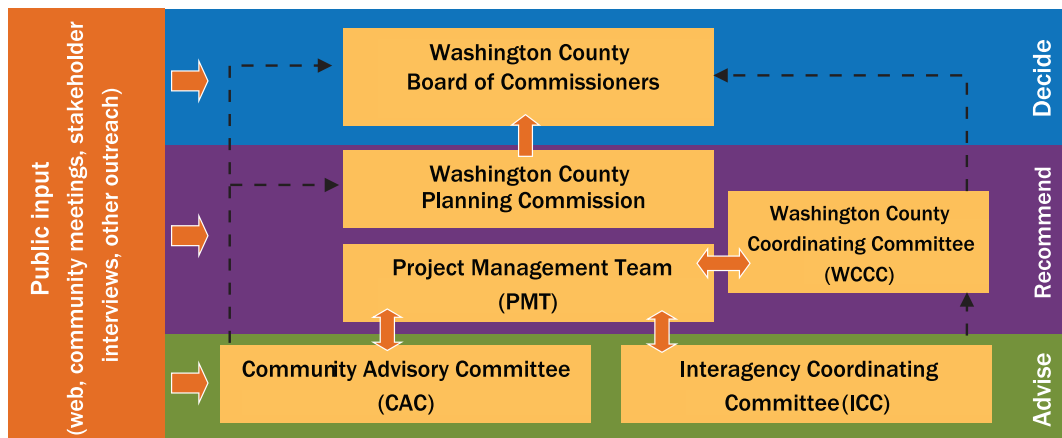 Public input
(web, community meetings, stakeholder
interviews, other outreach)
Washington County
Board of Commissioners
Decide
Washington County
Planning Commission
Washington County
Coordinating Committee
(WCCC)
Project Management Team
(PMT)
Recommend
Community Advisory Committee
(CAC)
Interagency Coordinating
Committee(ICC)
Advise